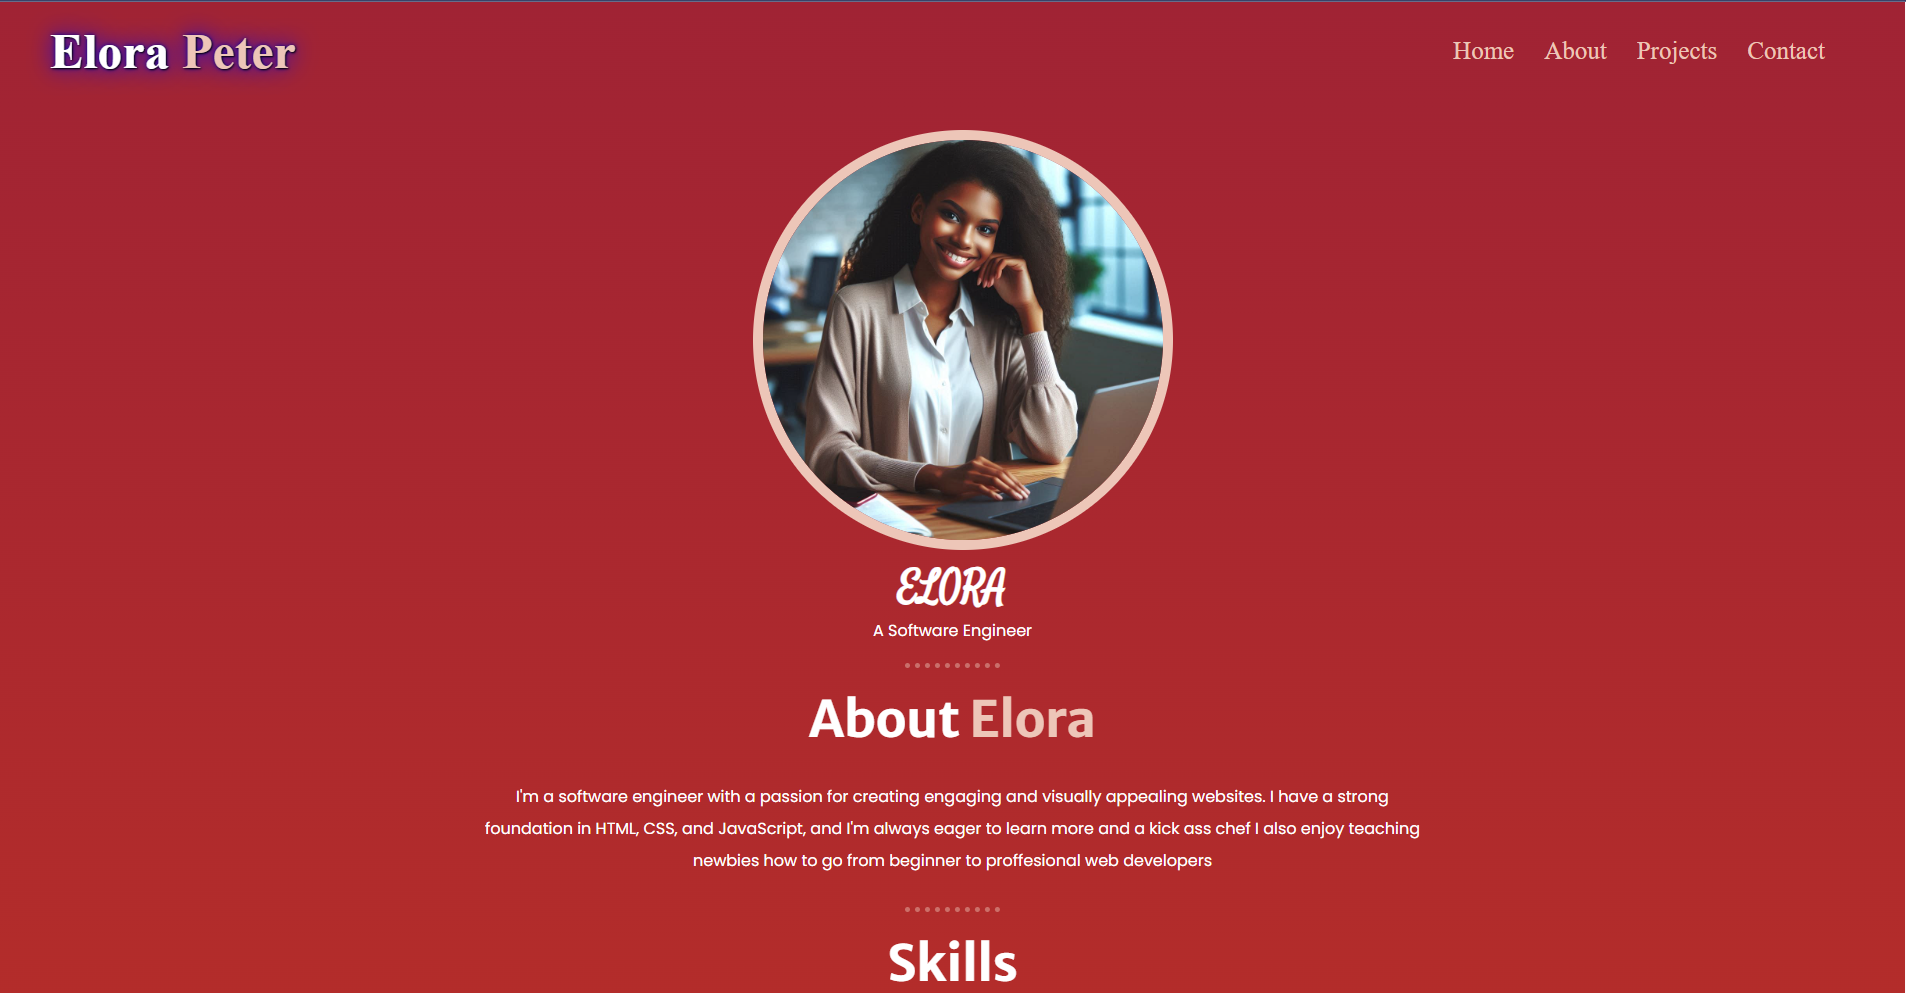 Elora Peter
Home About Projects Contact
ELORA
A Software Engineer
About Elora
I'm a software engineer with a passion for creating engaging and visually appealing websites. I have a strong
foundation in HTML, CSS, and JavaScript, and I'm always eager to learn more and a kick ass chef I also enjoy teaching
newbies how to go from beginner to proffesional web developers
Skills